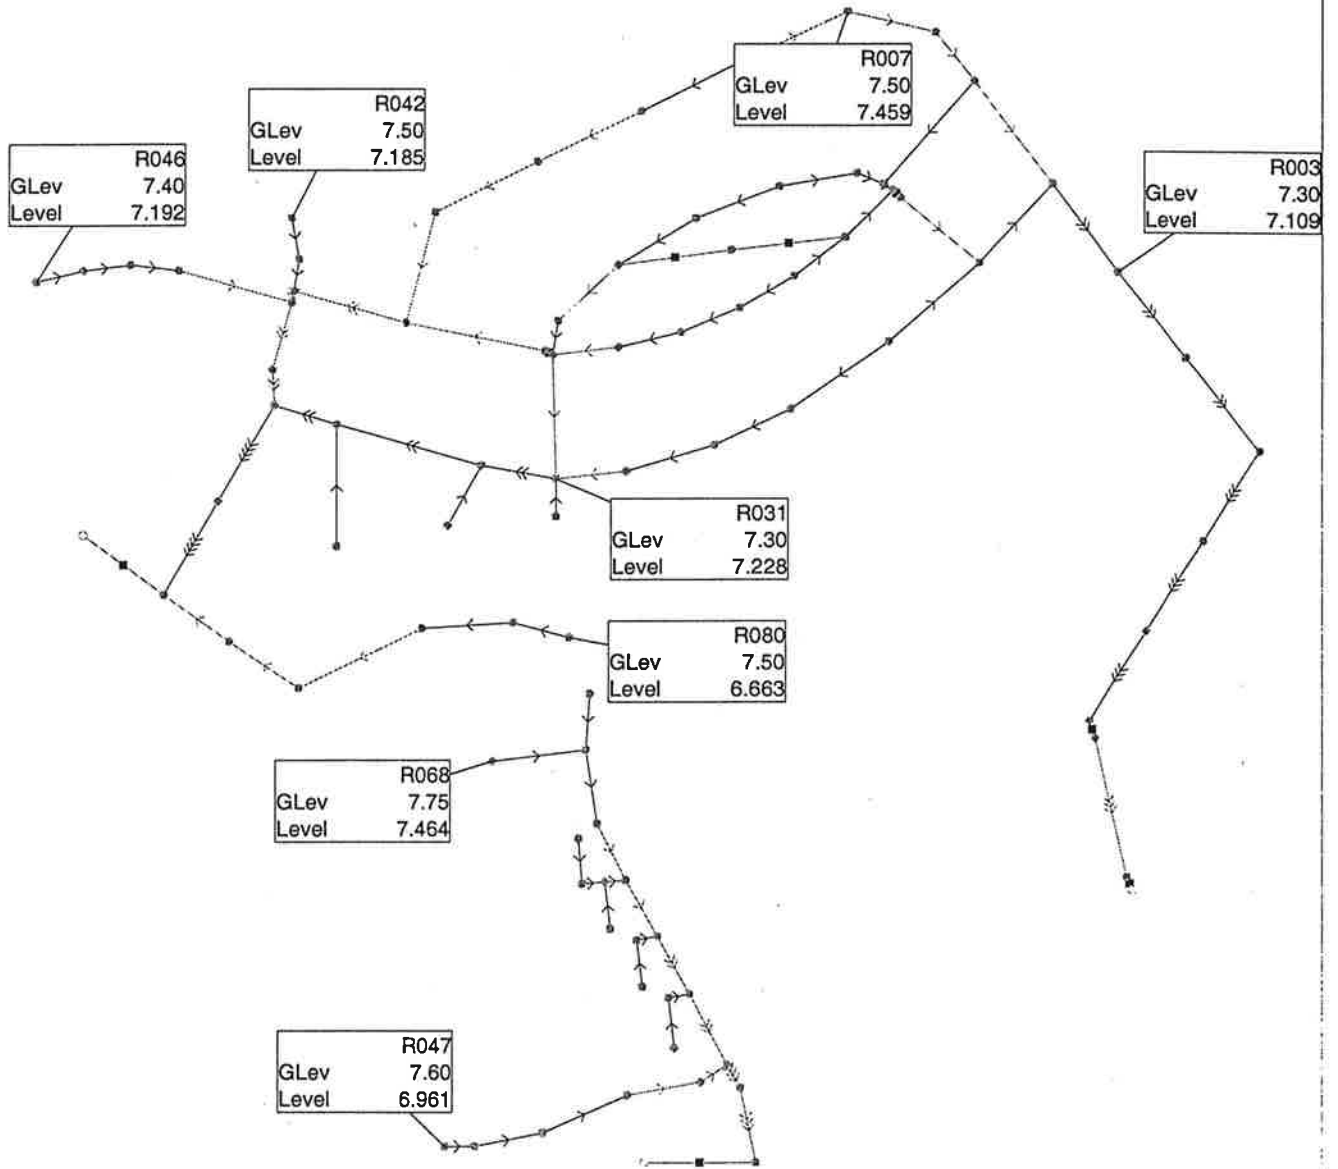 R007
GLev 7.50
Level 7.459
R042
GLev 7.50
Level 7.185
R046
GLev 7.40
Level 7.192
R003
GLev 7.30
Level 7.109
R031
GLev 7.30
Level 7.228
R080
GLev 7.50
Level 6.663
R068
GLev 7.75
Level 7.464
R047
GLev 7.60
Level 6.961